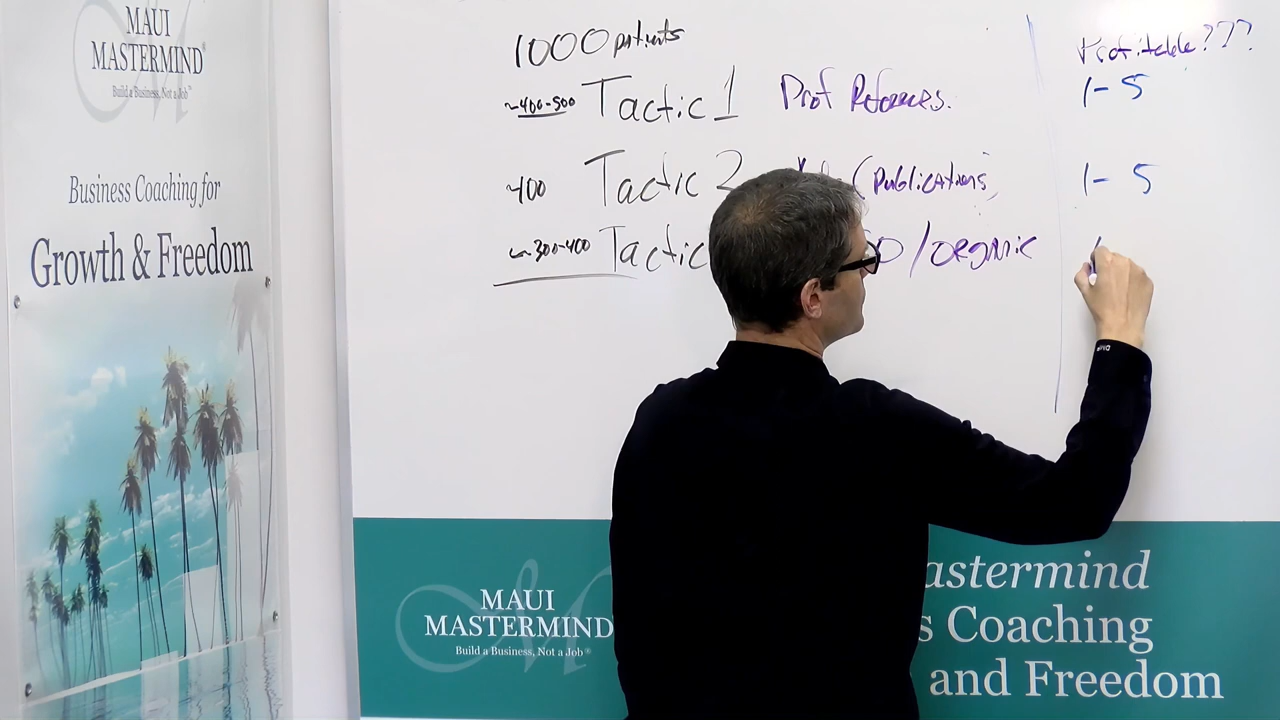 MAUI
MASTERMIND®
Build a Business, Not a Job®
Business Coaching for
Growth & Freedom
1000 patients
Profitable???
~400-500 Tactic 1 Prof References. 1-5
~400 Tactic 2 (Publications) 1-5
~300-400 Tactic O/organic
MAUI
MASTERMIND
Build a Business, Not a Job®
astermind
s Coaching
and Freedom